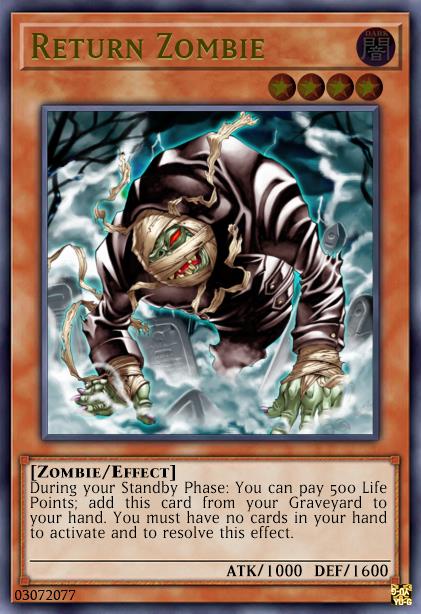 Return Zombie
DARK
闇
[Zombie/Effect]
During your Standby Phase: You can pay 500 Life
Points; add this card from your Graveyard to
your hand. You must have no cards in your hand
to activate and to resolve this effect.
ATK/1000 DEF/1600
03072077